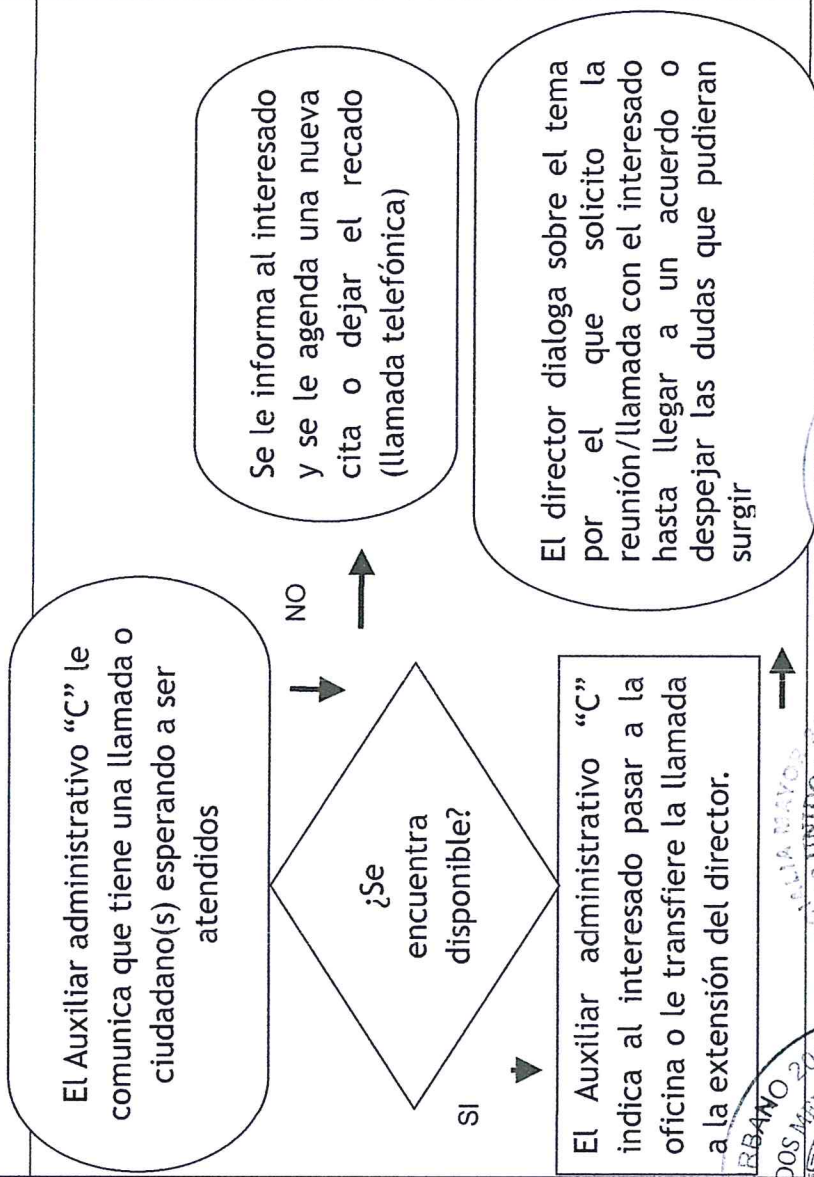 El Auxiliar administrativo “C” le
comunica que tiene una llamada o
ciudadano(s) esperando a ser
atendidos
NO
Se le informa al interesado
y se le agenda una nueva
cita o dejar el recado
(llamada telefónica)
¿Se
encuentra
disponible?
SI
El Auxiliar administrativo “C”
indica al interesado pasar a la
oficina o le transfiere la llamada
a la extensión del director.
El director dialoga sobre el tema
por el que solicito la
reunión/llamada con el interesado
hasta llegar a un acuerdo o
despejar las dudas que pudieran
surgir